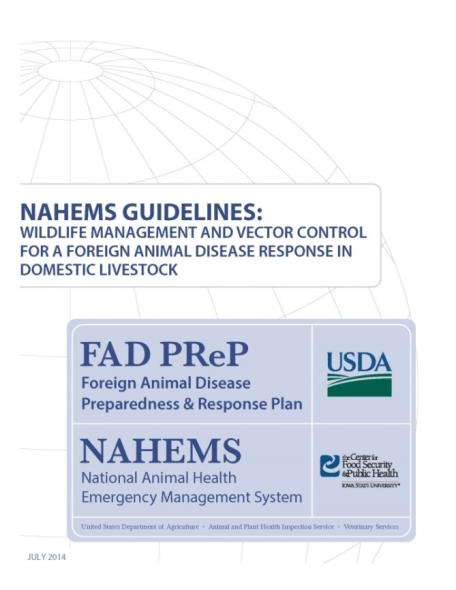 NAHEMS GUIDELINES:
WILDLIFE MANAGEMENT AND VECTOR CONTROL
FOR A FOREIGN ANIMAL DISEASE RESPONSE IN
DOMESTIC LIVESTOCK
FAD PReP
Foreign Animal Disease
Preparedness & Response Plan
USDA
NAHEMS
National Animal Health
Emergency Management System
the Center for
Food Security
& Public Health
IOWA STATE UNIVERSITY®
United States Department of Agriculture • Animal and Plant Health Inspection Service • Veterinary Services
JULY 2014